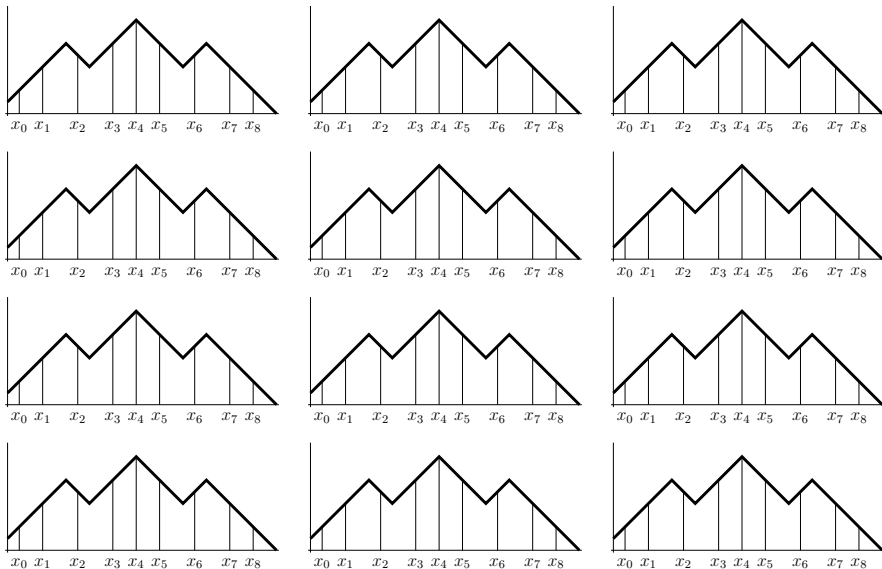 x₀ x₁ x₂ x₃ x₄ x₅ x₆ x₇ x₈ x₀ x₁ x₂ x₃ x₄ x₅ x₆ x₇ x₈ x₀ x₁ x₂ x₃ x₄ x₅ x₆ x₇ x₈
x₀ x₁ x₂ x₃ x₄ x₅ x₆ x₇ x₈ x₀ x₁ x₂ x₃ x₄ x₅ x₆ x₇ x₈ x₀ x₁ x₂ x₃ x₄ x₅ x₆ x₇ x₈
x₀ x₁ x₂ x₃ x₄ x₅ x₆ x₇ x₈ x₀ x₁ x₂ x₃ x₄ x₅ x₆ x₇ x₈ x₀ x₁ x₂ x₃ x₄ x₅ x₆ x₇ x₈
x₀ x₁ x₂ x₃ x₄ x₅ x₆ x₇ x₈ x₀ x₁ x₂ x₃ x₄ x₅ x₆ x₇ x₈ x₀ x₁ x₂ x₃ x₄ x₅ x₆ x₇ x₈